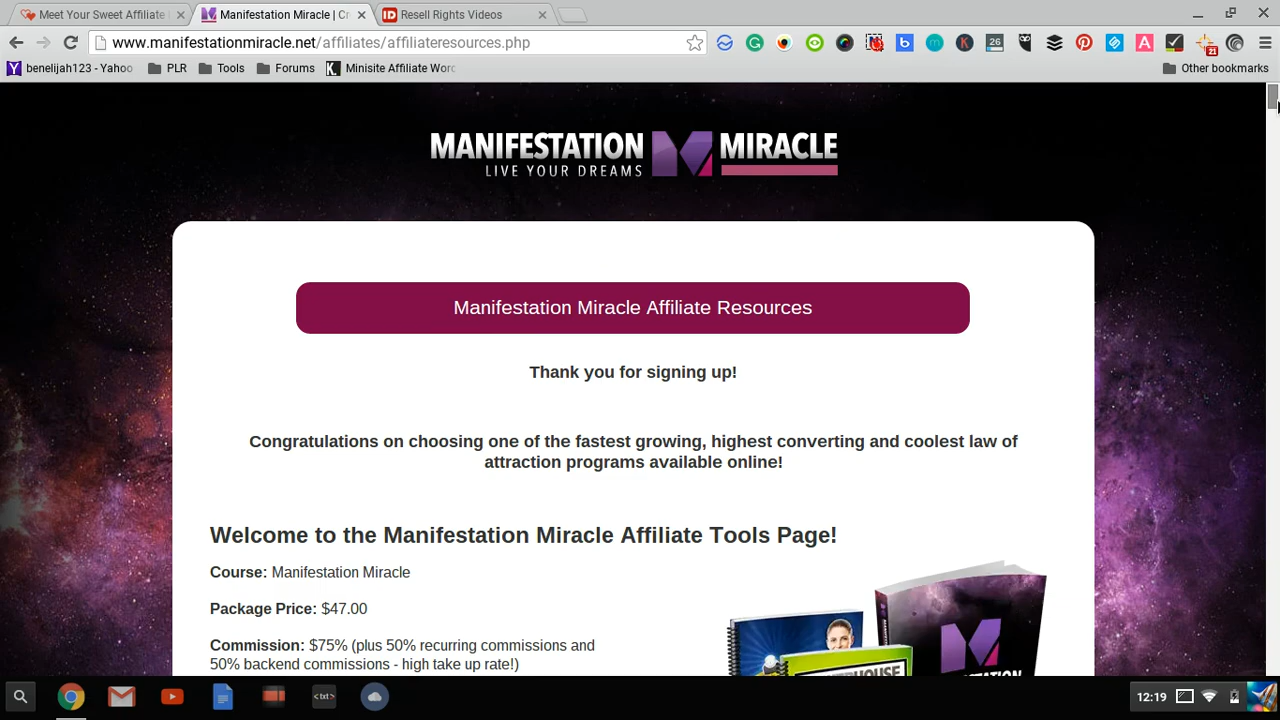 Meet Your Sweet Affiliate
Manifestation Miracle | Cr
Resell Rights Videos
www.manifestationmiracle.net/affiliates/affiliateresources.php
26
21
benelijah123 - Yahoo
PLR
Tools
Forums
Minisite Affiliate Word
Other bookmarks
MANIFESTATION MIRACLE
LIVE YOUR DREAMS
Manifestation Miracle Affiliate Resources
Thank you for signing up!
Congratulations on choosing one of the fastest growing, highest converting and coolest law of
attraction programs available online!
Welcome to the Manifestation Miracle Affiliate Tools Page!
Course: Manifestation Miracle
Package Price: $47.00
Commission: $75% (plus 50% recurring commissions and
50% backend commissions - high take up rate!)
<txt>
12:19